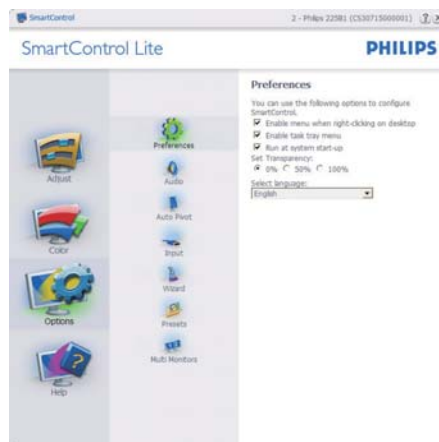 SmartControl
2 - Philips 225B1 (CS30715000001)
SmartControl Lite
PHILIPS
Adjust
Color
Options
Help
Preferences
Audio
Auto Pivot
Input
Wizard
Presets
Multi Monitors
Preferences
You can use the following options to configure
SmartControl.
Enable menu when right-clicking on desktop
Enable task tray menu
Run at system start-up
Set Transparency:
0% 50% 100%
Select language:
English